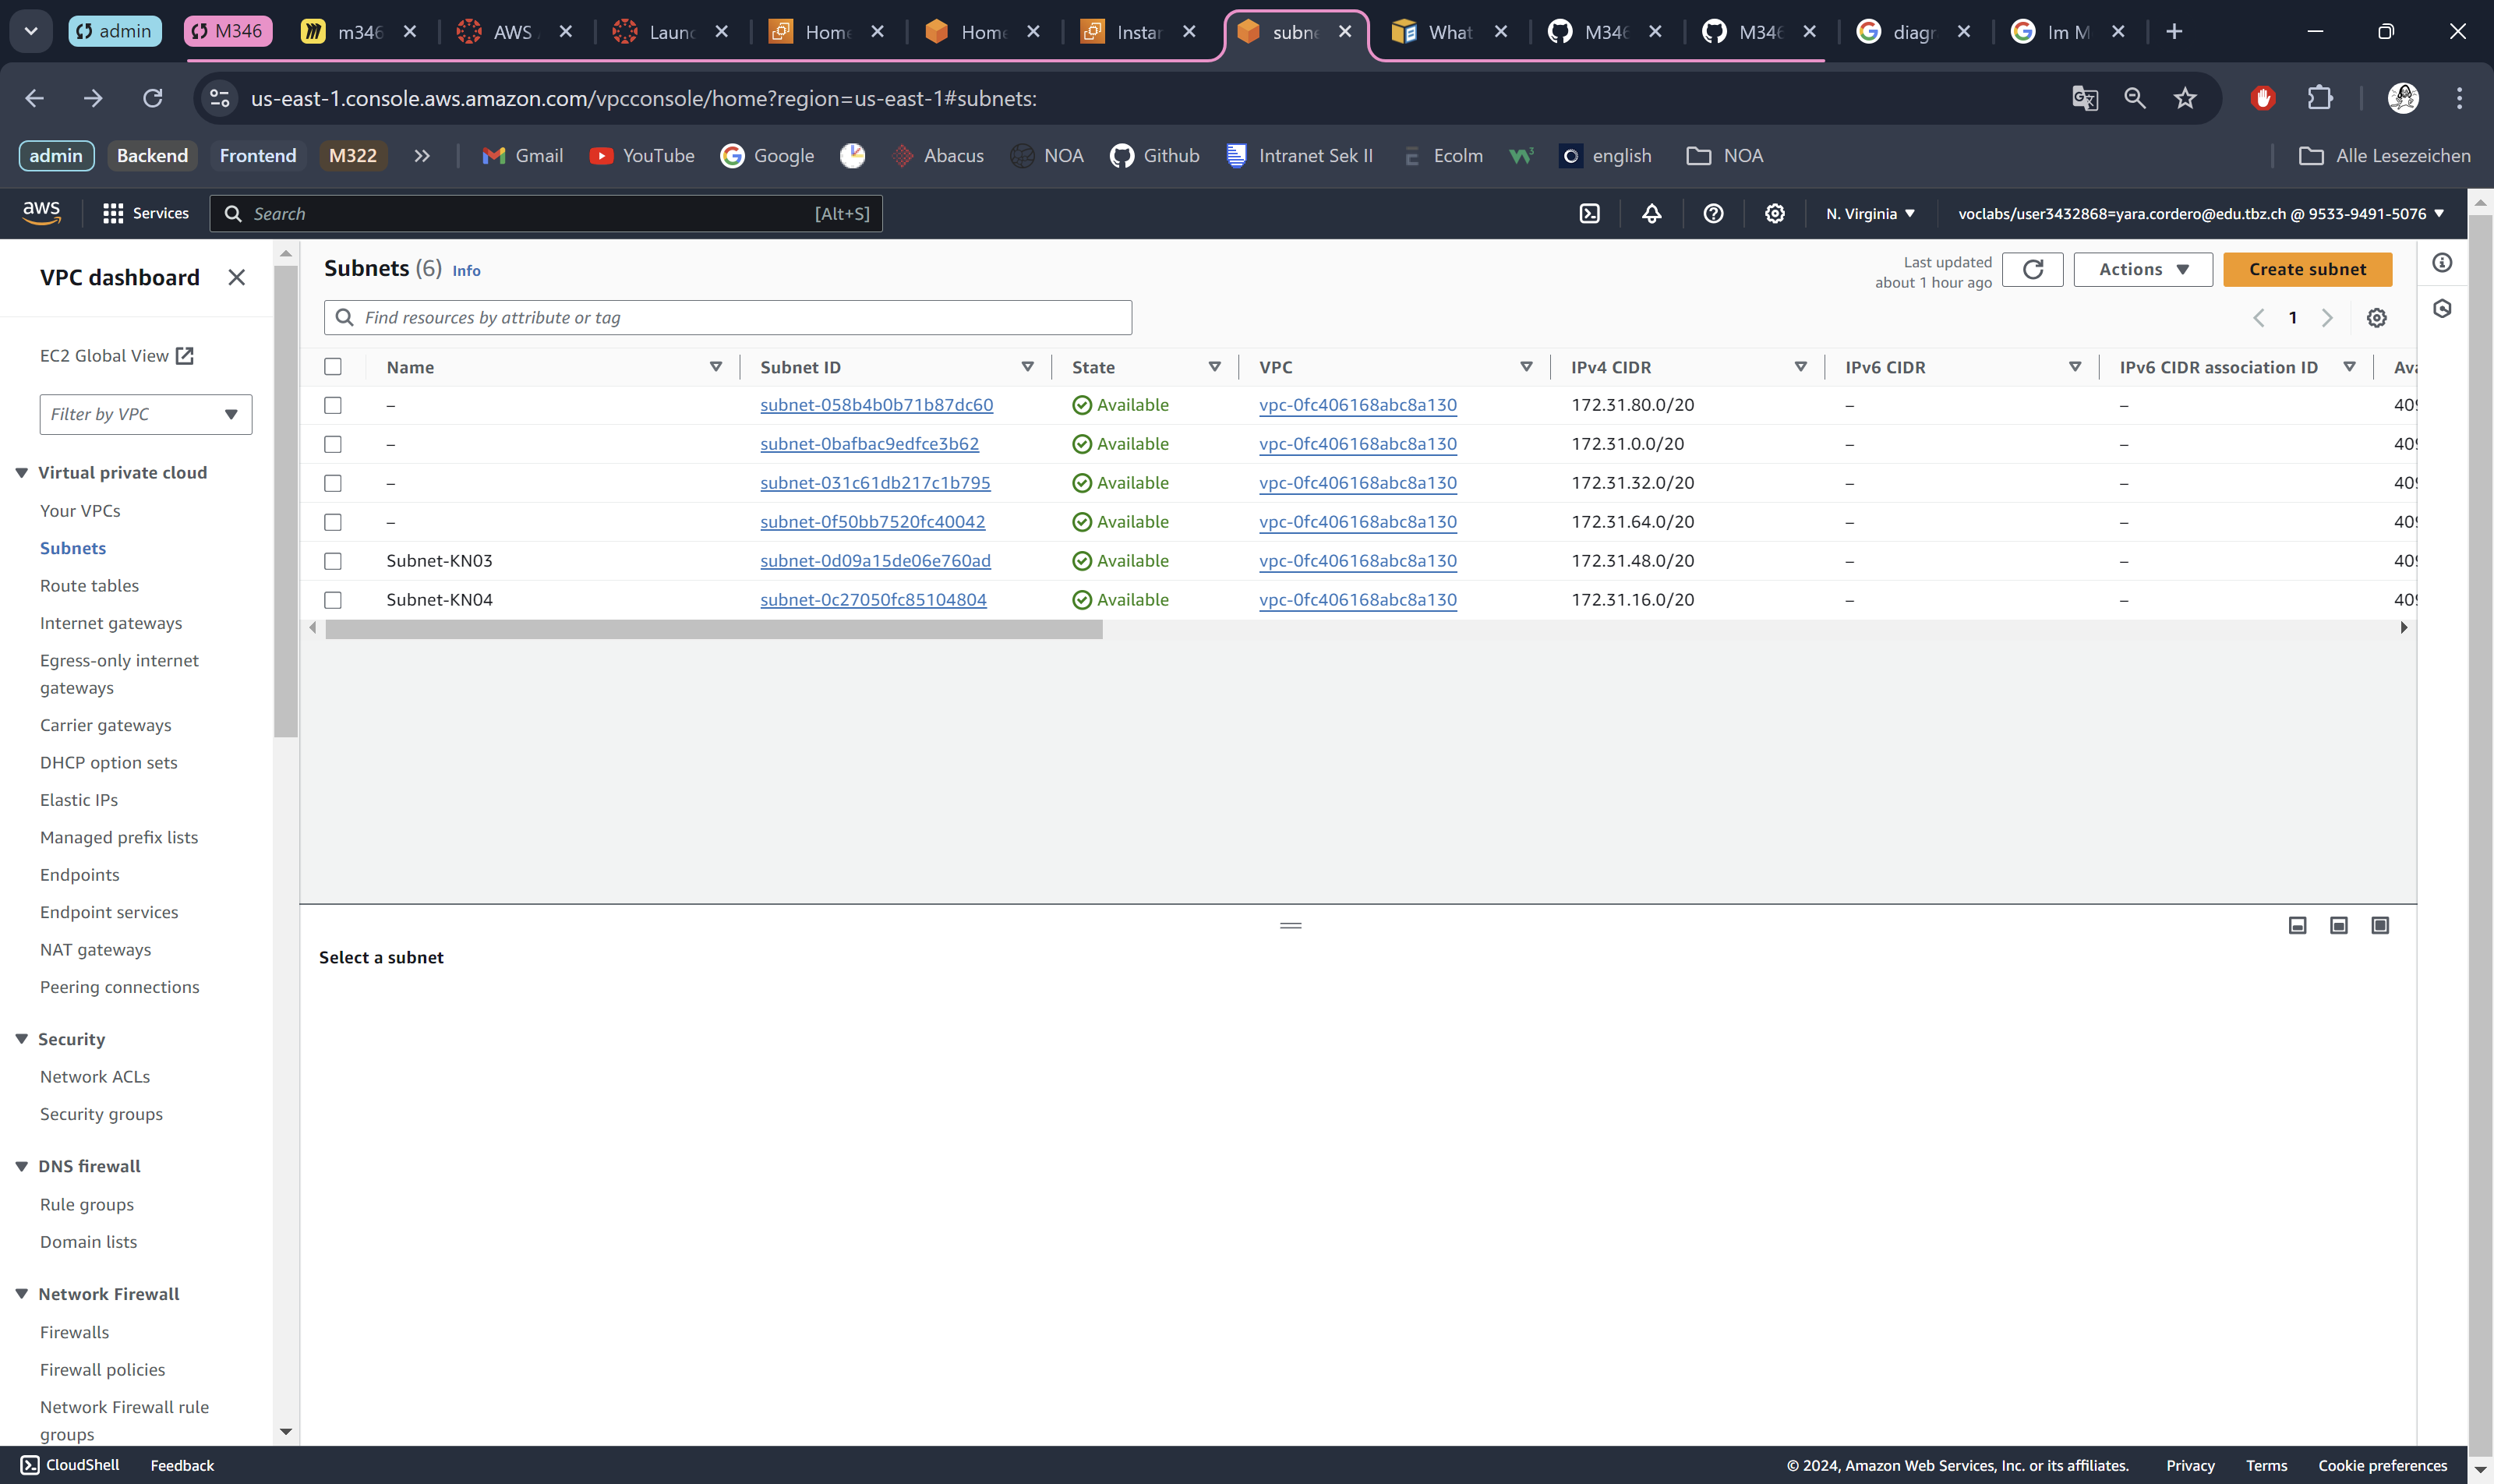 admin M346 m346 AWS Laun Home Home Instan subne What M346 M346 diagr Im M
us-east-1.console.aws.amazon.com/vpcconsole/home?region=us-east-1#subnets:
admin Backend Frontend M322 Gmail YouTube Google Abacus NOA Github Intranet Sek II Ecolm english NOA Alle Lesezeichen
aws Services Search [Alt+S] N. Virginia voclabs/user3432868=yara.cordero@edu.tbz.ch @ 9533-9491-5076
VPC dashboard
EC2 Global View
Filter by VPC
Virtual private cloud
Your VPCs
Subnets
Route tables
Internet gateways
Egress-only internet
gateways
Carrier gateways
DHCP option sets
Elastic IPs
Managed prefix lists
Endpoints
Endpoint services
NAT gateways
Peering connections
Security
Network ACLs
Security groups
DNS firewall
Rule groups
Domain lists
Network Firewall
Firewalls
Firewall policies
Network Firewall rule
groups
Subnets (6) Info
Last updated
about 1 hour ago
Actions
Create subnet
Find resources by attribute or tag
1
Name Subnet ID State VPC IPv4 CIDR IPv6 CIDR IPv6 CIDR association ID Ava
– subnet-058b4b0b71b87dc60 Available vpc-0fc406168abc8a130 172.31.80.0/20 – – 409
– subnet-0bafbac9edfce3b62 Available vpc-0fc406168abc8a130 172.31.0.0/20 – – 409
– subnet-031c61db217c1b795 Available vpc-0fc406168abc8a130 172.31.32.0/20 – – 409
– subnet-0f50bb7520fc40042 Available vpc-0fc406168abc8a130 172.31.64.0/20 – – 409
Subnet-KN03 subnet-0d09a15de06e760ad Available vpc-0fc406168abc8a130 172.31.48.0/20 – – 409
Subnet-KN04 subnet-0c27050fc85104804 Available vpc-0fc406168abc8a130 172.31.16.0/20 – – 409
Select a subnet
CloudShell Feedback © 2024, Amazon Web Services, Inc. or its affiliates. Privacy Terms Cookie preferences